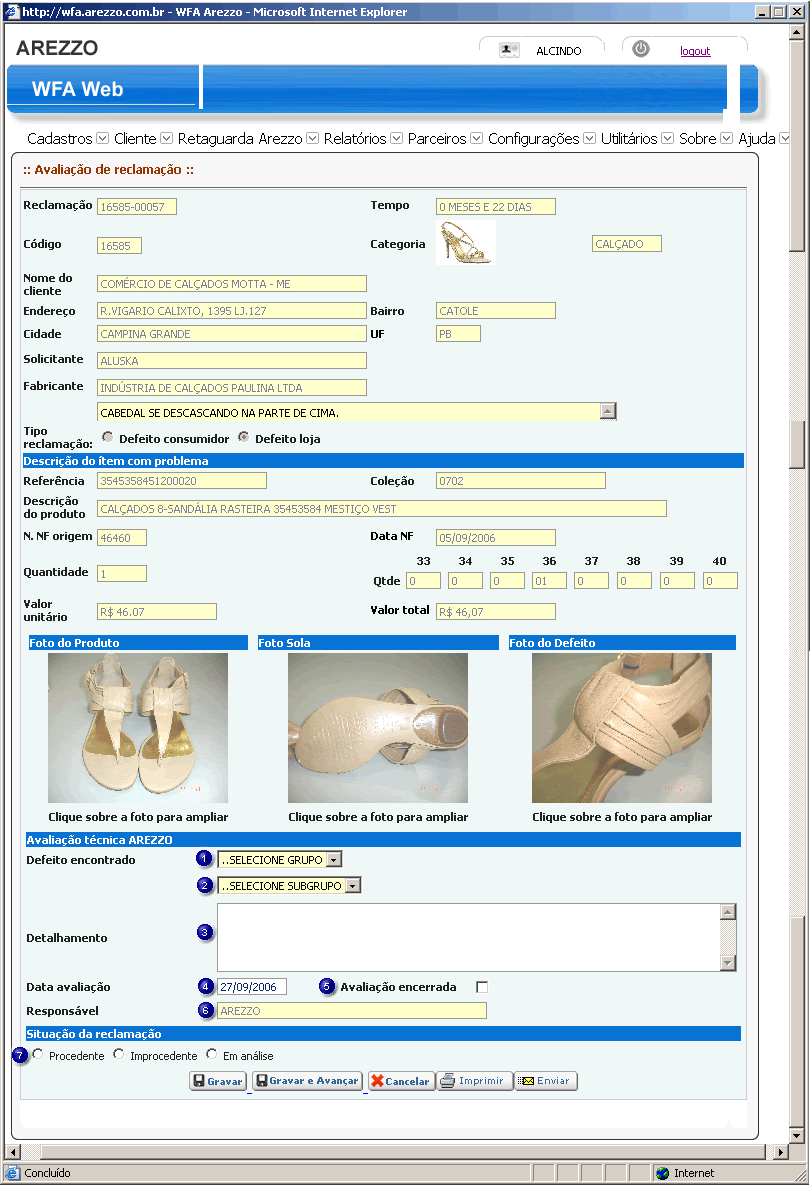 http://wfa.arezzo.com.br - WFA Arezzo - Microsoft Internet Explorer
AREZZO
ALCINDO
logout
WFA Web
Cadastros Cliente Retaguarda Arezzo Relatórios Parceiros Configurações Utilitários Sobre Ajuda
:: Avaliação de reclamação ::
Reclamação 16585-00057 Tempo 0 MESES E 22 DIAS
Código 16585 Categoria CALÇADO
Nome do cliente COMÉRCIO DE CALÇADOS MOTTA - ME
Endereço R.VIGARIO CALIXTO, 1395 LJ.127 Bairro CATOLE
Cidade CAMPINA GRANDE UF PB
Solicitante ALUSKA
Fabricante INDÚSTRIA DE CALÇADOS PAULINA LTDA
CABEDAL SE DESCASCANDO NA PARTE DE CIMA.
Tipo reclamação: Defeito consumidor Defeito loja
Descrição do ítem com problema
Referência 3545358451200020 Coleção 0702
Descrição do produto CALÇADOS 8-SANDÁLIA RASTEIRA 35453584 MESTIÇO VEST
N. NF origem 46460 Data NF 05/09/2006
33 34 35 36 37 38 39 40
Quantidade 1 Qtde 0 0 0 01 0 0 0 0
Valor unitário R$ 46.07 Valor total R$ 46,07
Foto do Produto Foto Sola Foto do Defeito
Clique sobre a foto para ampliar Clique sobre a foto para ampliar Clique sobre a foto para ampliar
Avaliação técnica AREZZO
Defeito encontrado 1 ..SELECIONE GRUPO
2 ..SELECIONE SUBGRUPO
Detalhamento 3
Data avaliação 4 27/09/2006 5 Avaliação encerrada
Responsável 6 AREZZO
Situação da reclamação
7 Procedente Improcedente Em análise
Gravar Gravar e Avançar Cancelar Imprimir Enviar
Concluído Internet